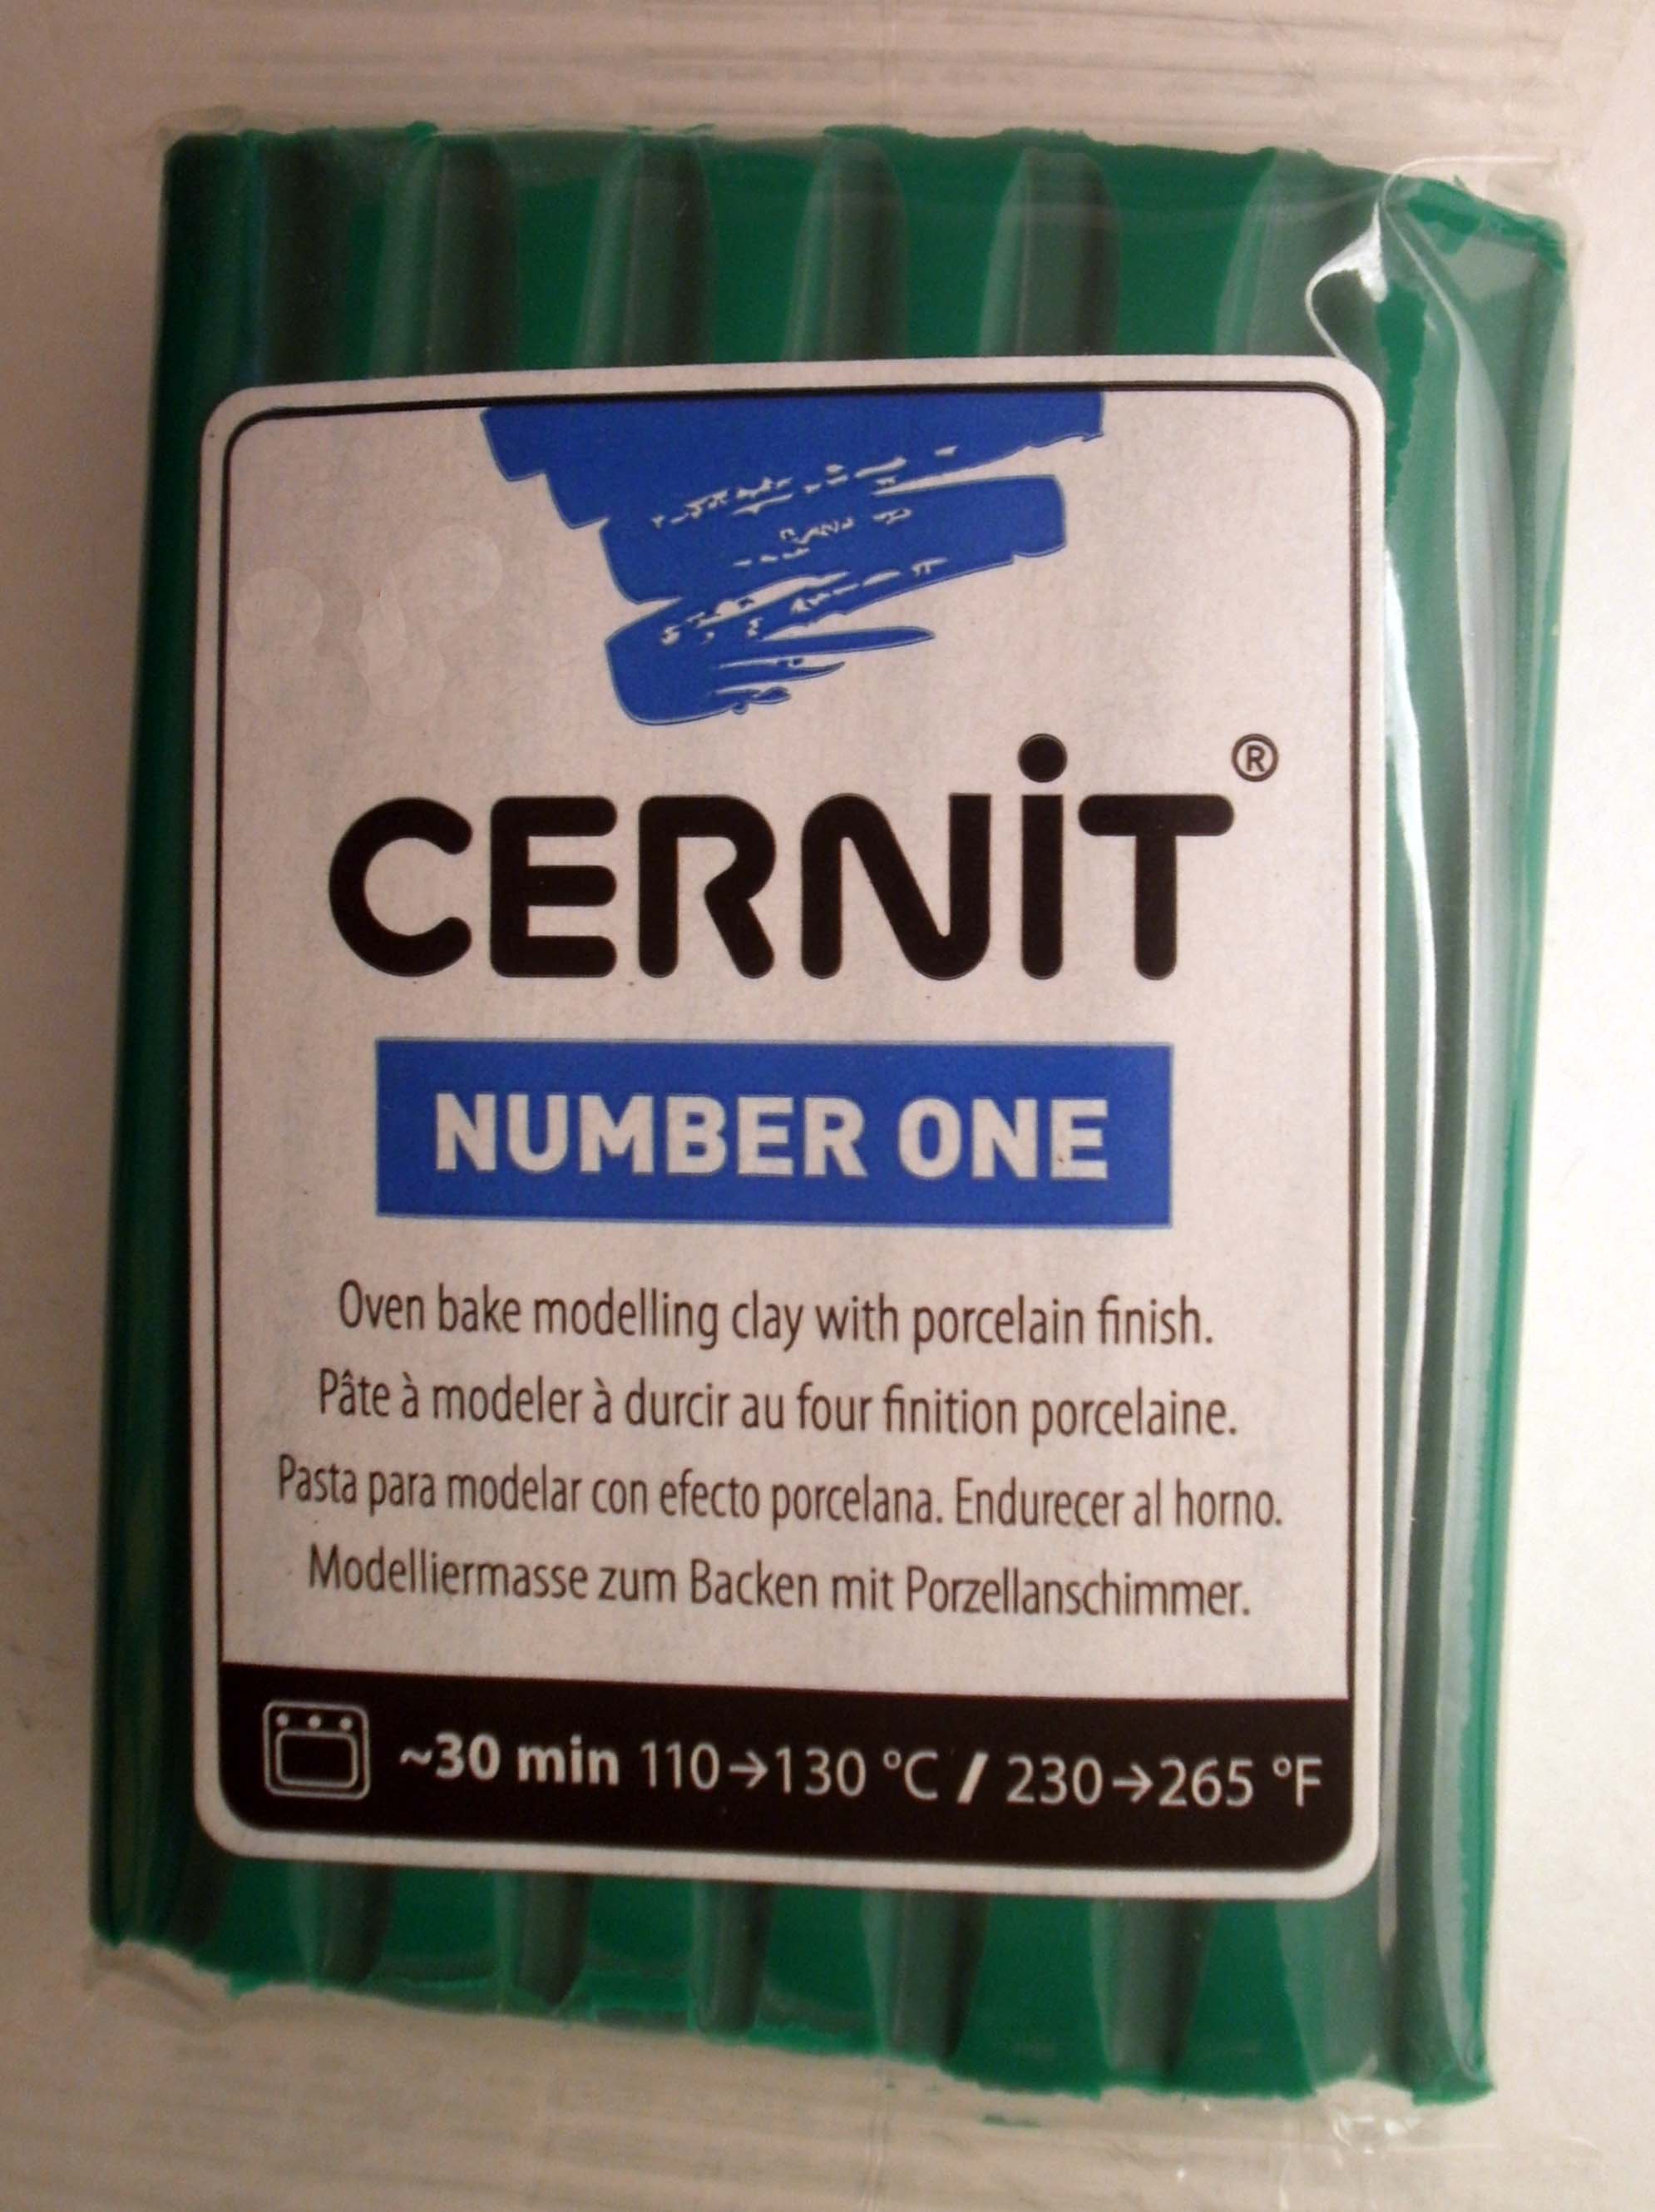 CERNiT®
NUMBER ONE
Oven bake modelling clay with porcelain finish.
Pâte à modeler à durcir au four finition porcelaine.
Pasta para modelar con efecto porcelana. Endurecer al horno.
Modelliermasse zum Backen mit Porzellanschimmer.
~30 min 110→130 °C / 230→265 °F